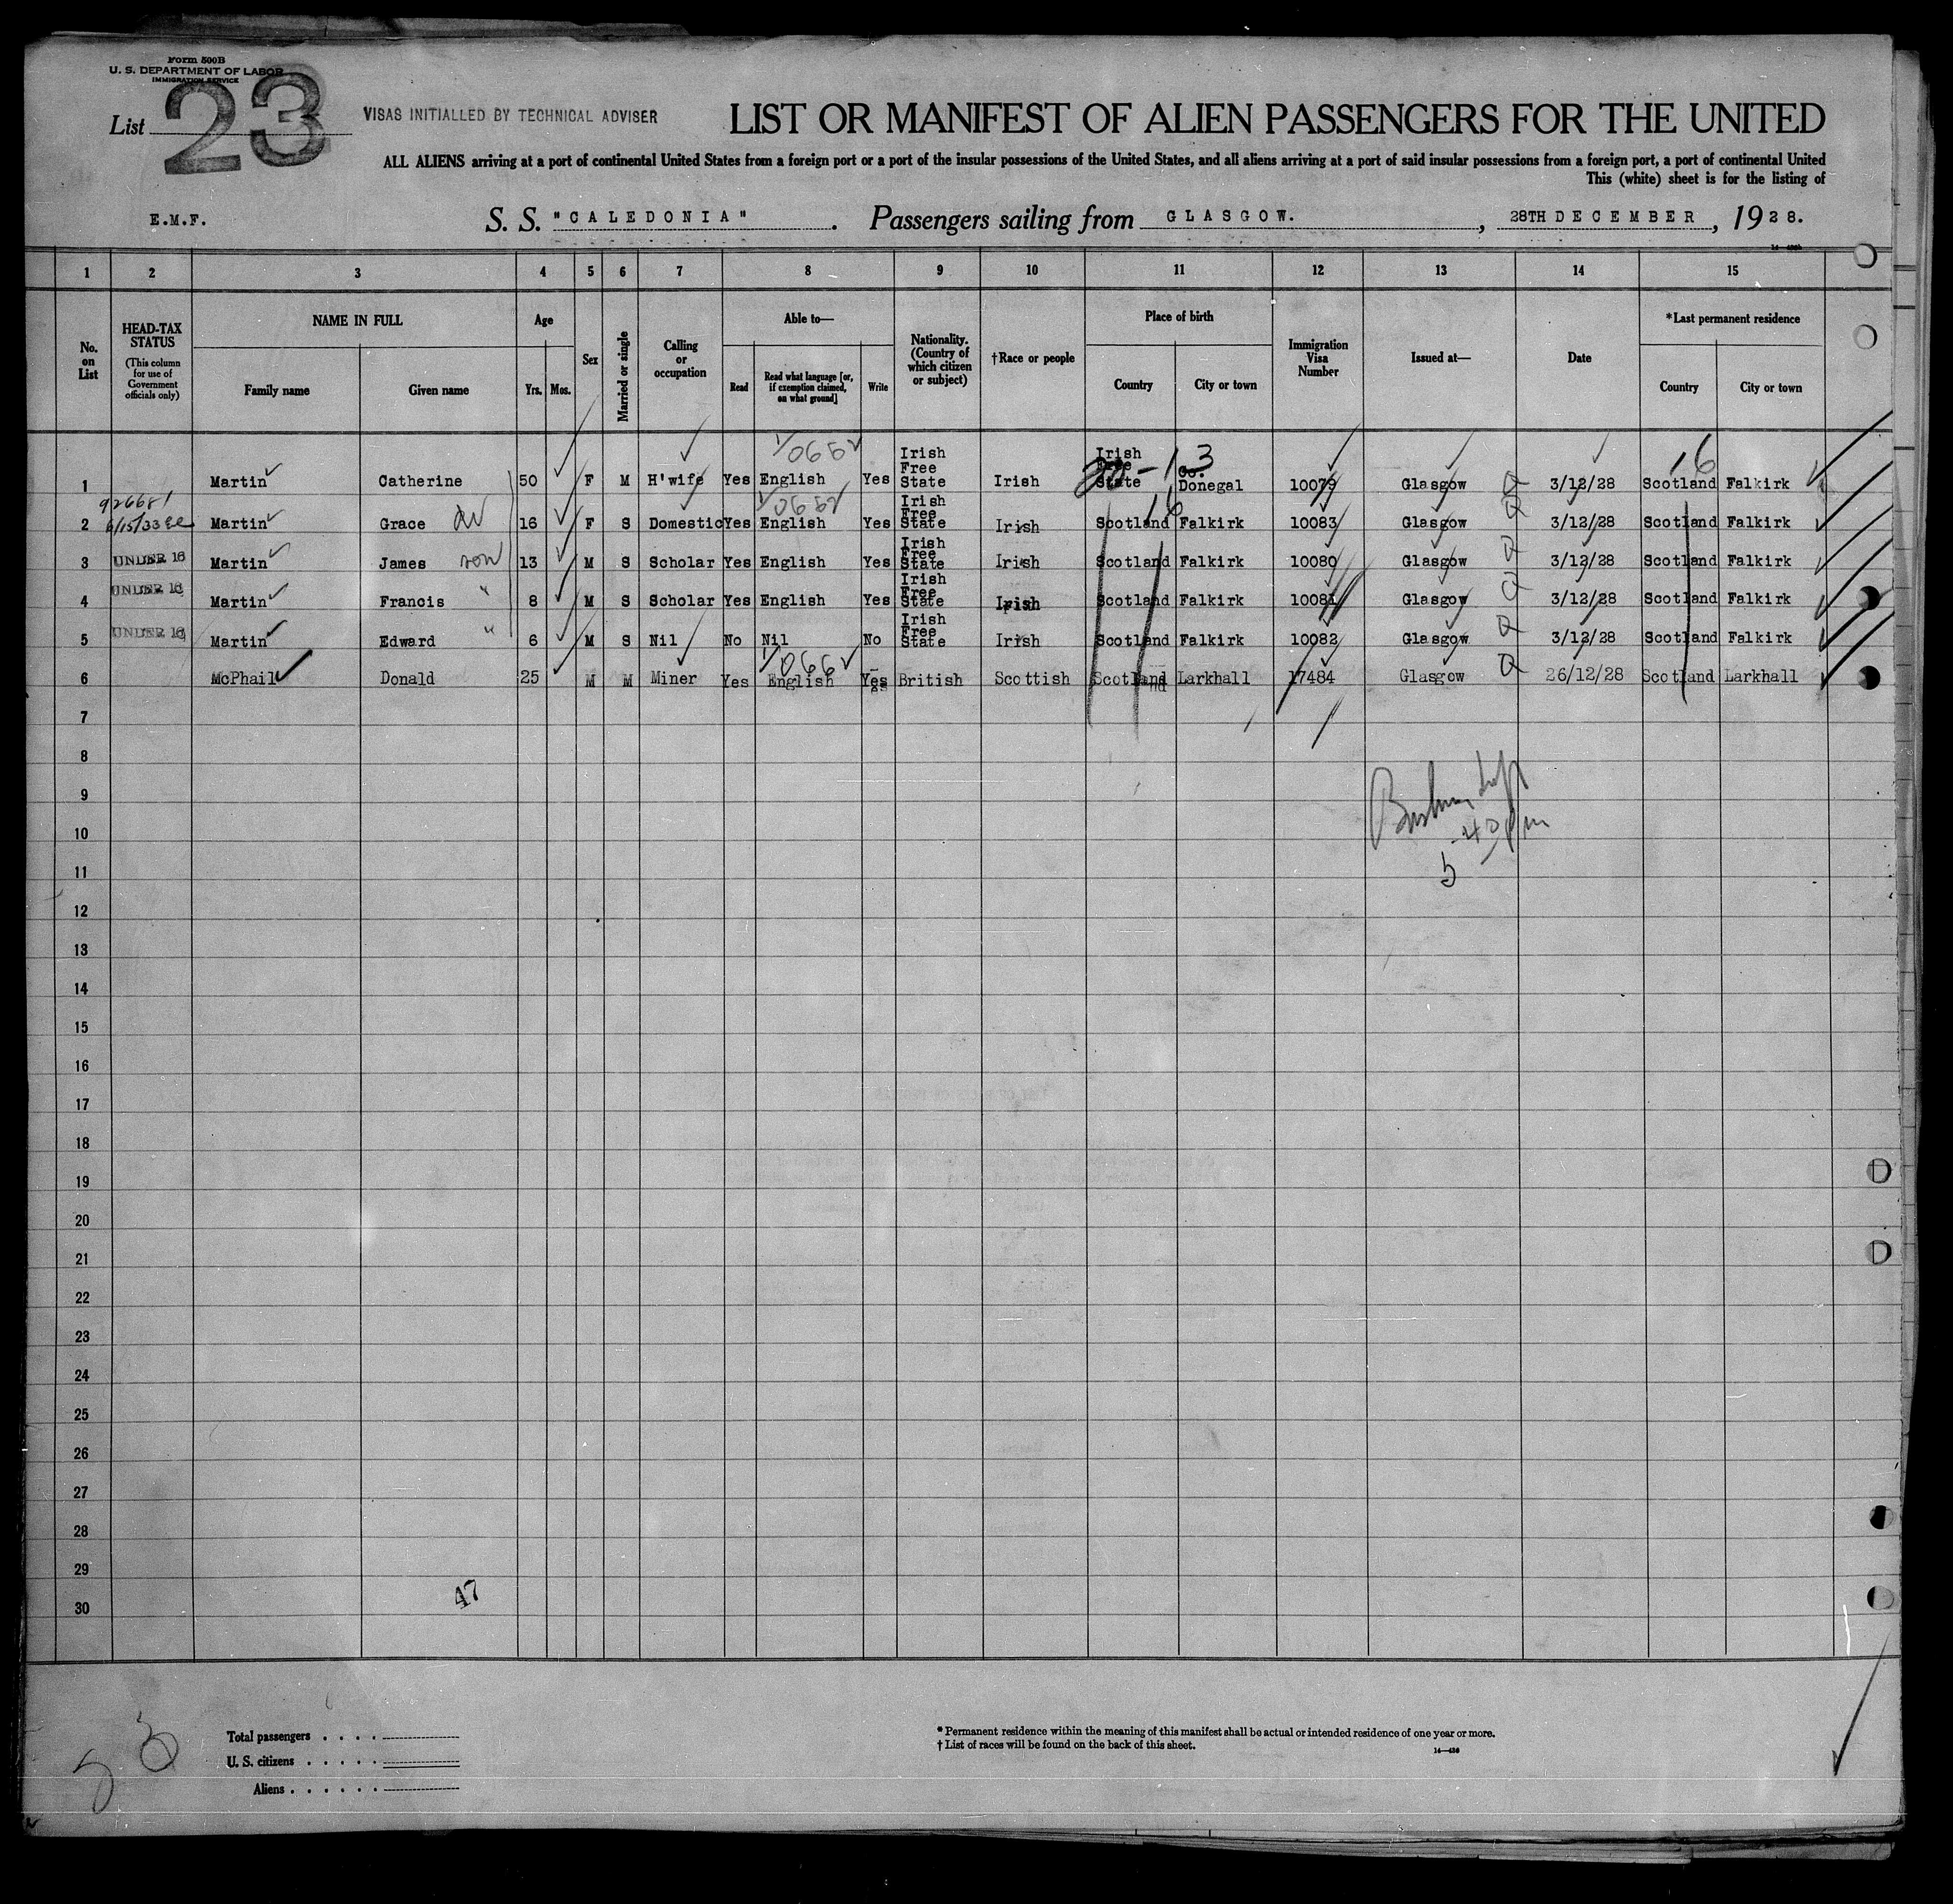 Form 500B
U. S. DEPARTMENT OF LABOR
IMMIGRATION SERVICE
List 23
VISAS INITIALLED BY TECHNICAL ADVISER
LIST OR MANIFEST OF ALIEN PASSENGERS FOR THE UNITED
ALL ALIENS arriving at a port of continental United States from a foreign port or a port of the insular possessions of the United States, and all aliens arriving at a port of said insular possessions from a foreign port, a port of continental United
This (white) sheet is for the listing of
E.M.F. S. S. "CALEDONIA". Passengers sailing from GLASGOW., 28TH DECEMBER, 1928.
1 2 3 4 5 6 7 8 9 10 11 12 13 14 15
No. on List
HEAD-TAX STATUS (This column for use of Government officials only)
NAME IN FULL
Family name Given name
Age
Yrs. Mos.
Sex
Married or single
Calling or occupation
Able to—
Read Read what language [or, if exemption claimed, on what ground] Write
Nationality. (Country of which citizen or subject)
†Race or people
Place of birth
Country City or town
Immigration Visa Number
Issued at—
Date
*Last permanent residence
Country City or town
1 Martin Catherine 50 F M H'wife Yes English Yes Irish Free State Irish Irish Free State Co. Donegal 10079 Glasgow 3/12/28 Scotland Falkirk
926681
6/15/33
2 Martin Grace 16 F S Domestic Yes English Yes Irish Free State Irish Scotland Falkirk 10083 Glasgow 3/12/28 Scotland Falkirk
3 UNDER 16 Martin James son 13 M S Scholar Yes English Yes Irish Free State Irish Scotland Falkirk 10080 Glasgow 3/12/28 Scotland Falkirk
4 UNDER 16 Martin Francis " 8 M S Scholar Yes English Yes Irish Free State Irish Scotland Falkirk 10081 Glasgow 3/12/28 Scotland Falkirk
5 UNDER 16 Martin Edward " 6 M S Nil No Nil No Irish Free State Irish Scotland Falkirk 10082 Glasgow 3/12/28 Scotland Falkirk
6 McPhail Donald 25 M M Miner Yes English Yes British Scottish Scotland Larkhall 17484 Glasgow 26/12/28 Scotland Larkhall
7
8
9
10
11
12
13
14
15
16
17
18
19
20
21
22
23
24
25
26
27
28
29
30
47
Total passengers . . . .
U. S. citizens . . . . .
Aliens . . . . . .
* Permanent residence within the meaning of this manifest shall be actual or intended residence of one year or more.
† List of races will be found on the back of this sheet.
14—436